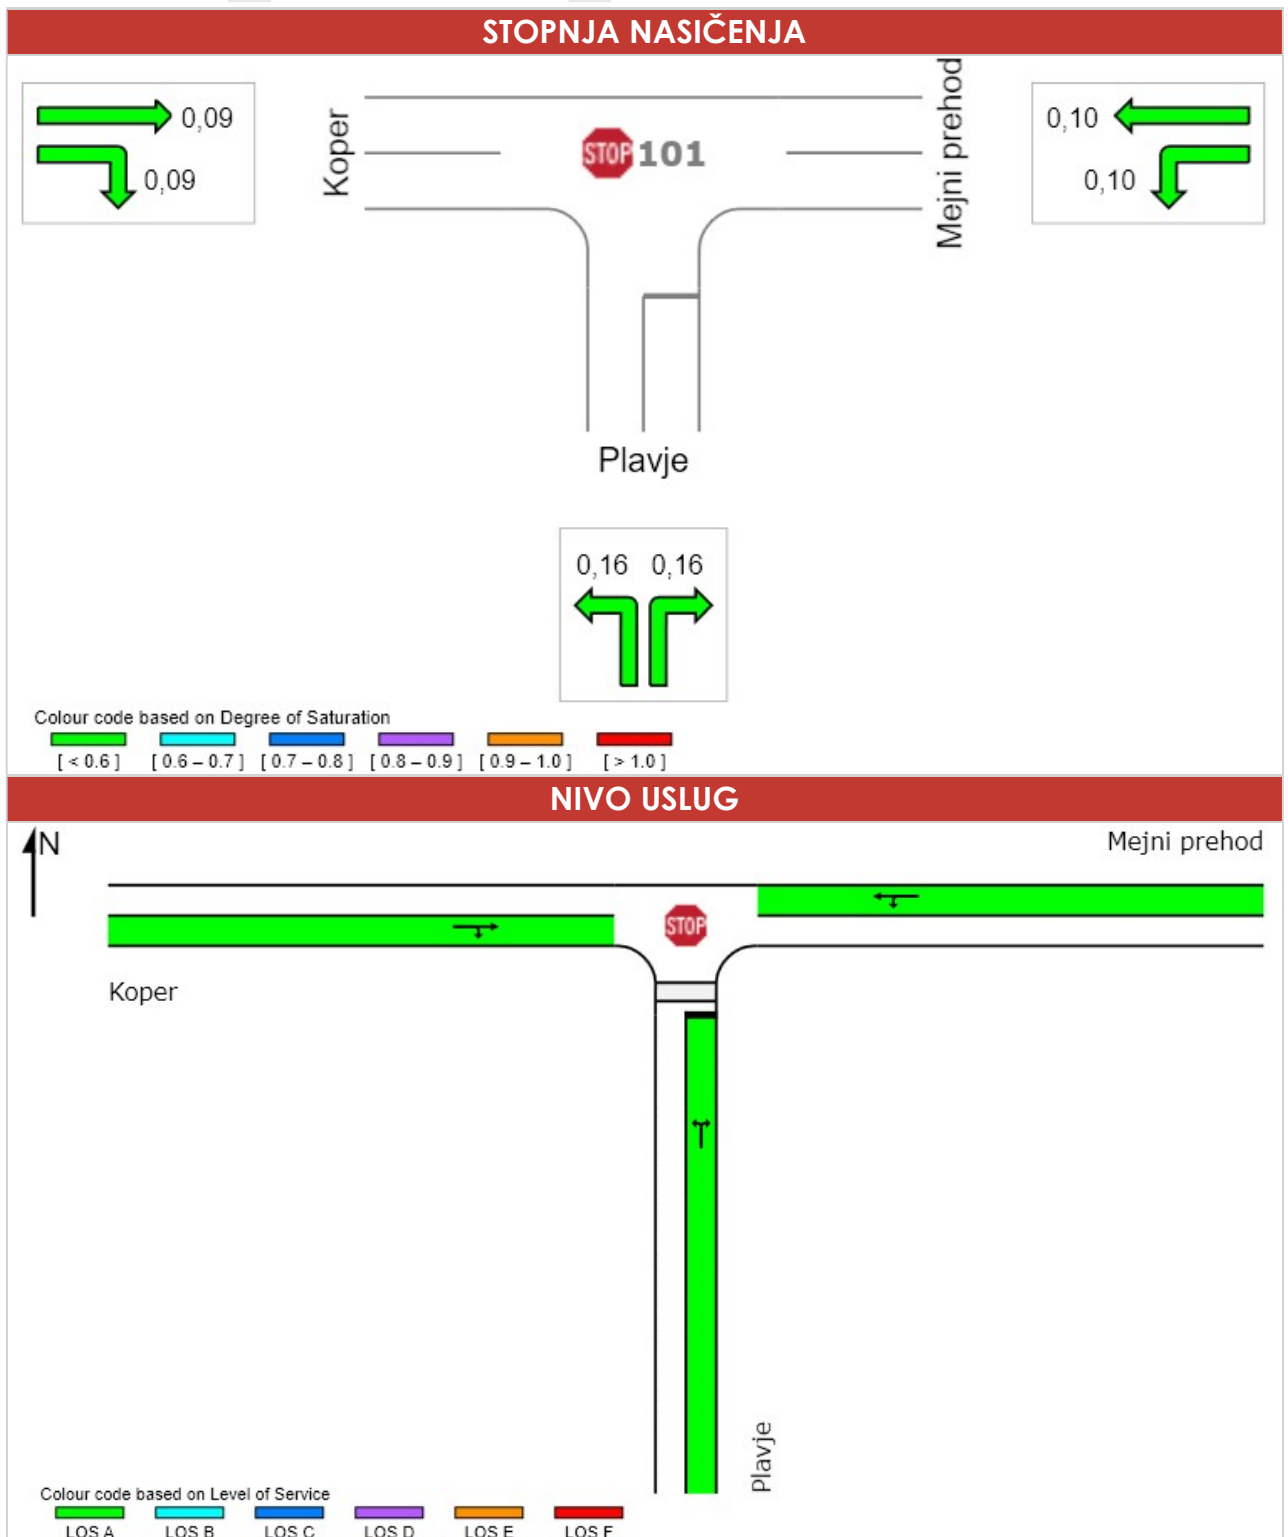 STOPNJA NASIČENJA
0,09
0,09
Koper
STOP 101
Mejni prehod
0,10
0,10
Plavje
0,16 0,16
Colour code based on Degree of Saturation
[ < 0.6 ] [ 0.6 – 0.7 ] [ 0.7 – 0.8 ] [ 0.8 – 0.9 ] [ 0.9 – 1.0 ] [ > 1.0 ]
NIVO USLUG
N
Mejni prehod
STOP
Koper
Plavje
Colour code based on Level of Service
LOS A LOS B LOS C LOS D LOS E LOS F